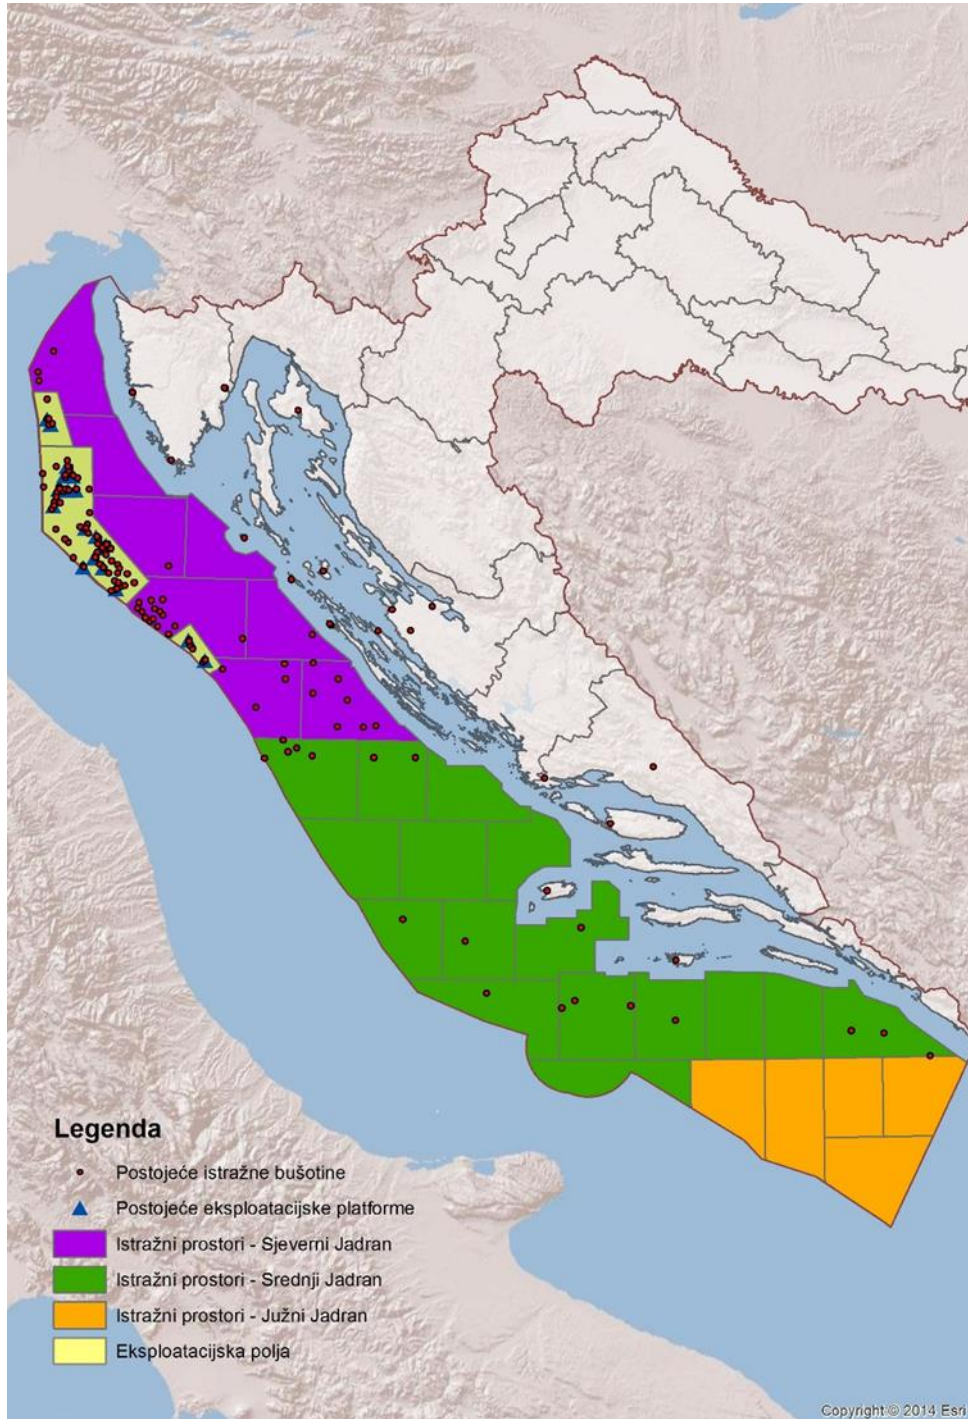 Legenda
Postojeće istražne bušotine
Postojeće eksploatacijske platforme
Istražni prostori - Sjeverni Jadran
Istražni prostori - Srednji Jadran
Istražni prostori - Južni Jadran
Eksploatacijska polja
Copyright:© 2014 Esri